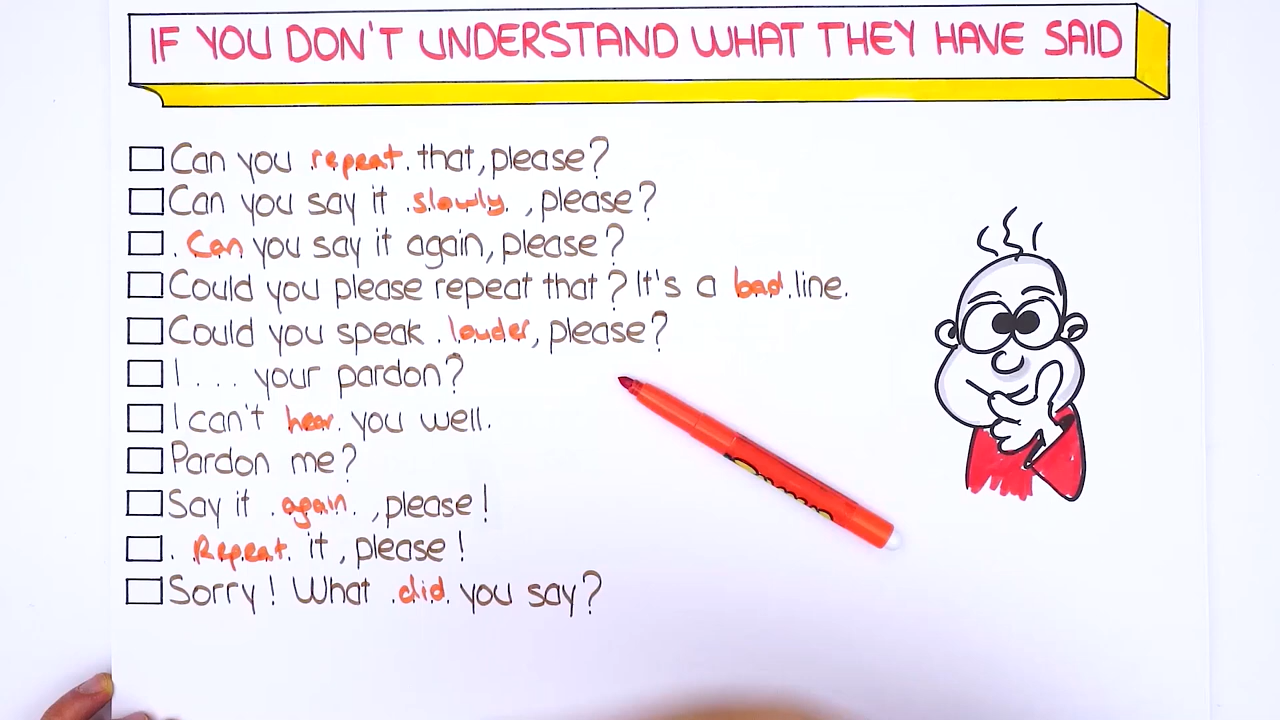 IF YOU DON'T UNDERSTAND WHAT THEY HAVE SAID
Can you .repeat. that, please?
Can you say it .slowly. , please?
. Can you say it again, please?
Could you please repeat that? It's a bad. line.
Could you speak . louder, please?
I . . . your pardon?
I can't hear. you well.
Pardon me?
Say it .again. , please!
. Repeat. it, please!
Sorry! What .did. you say?